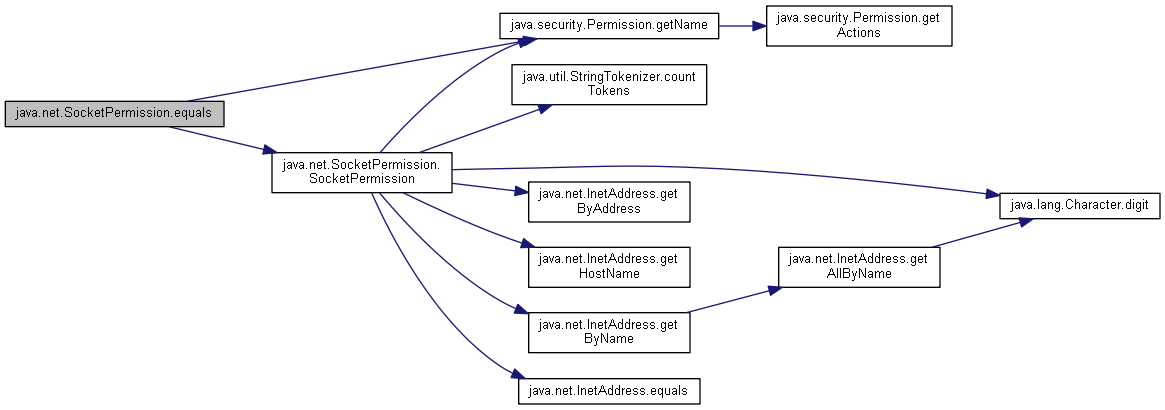 java.security.Permission.getName
java.security.Permission.get
Actions
java.util.StringTokenizer.count
Tokens
java.net.SocketPermission.equals
java.net.SocketPermission.
SocketPermission
java.net.InetAddress.get
ByAddress
java.lang.Character.digit
java.net.InetAddress.get
HostName
java.net.InetAddress.get
AllByName
java.net.InetAddress.get
ByName
java.net.InetAddress.equals